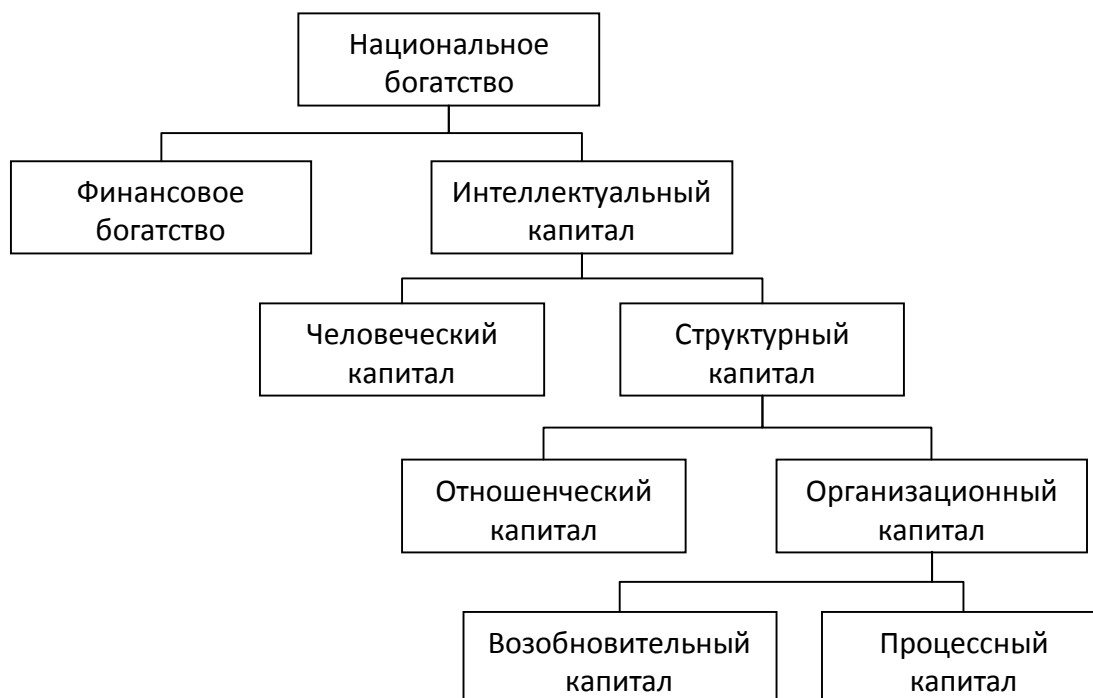 Национальное
богатство
Финансовое
богатство
Интеллектуальный
капитал
Человеческий
капитал
Структурный
капитал
Отношенческий
капитал
Организационный
капитал
Возобновительный
капитал
Процессный
капитал